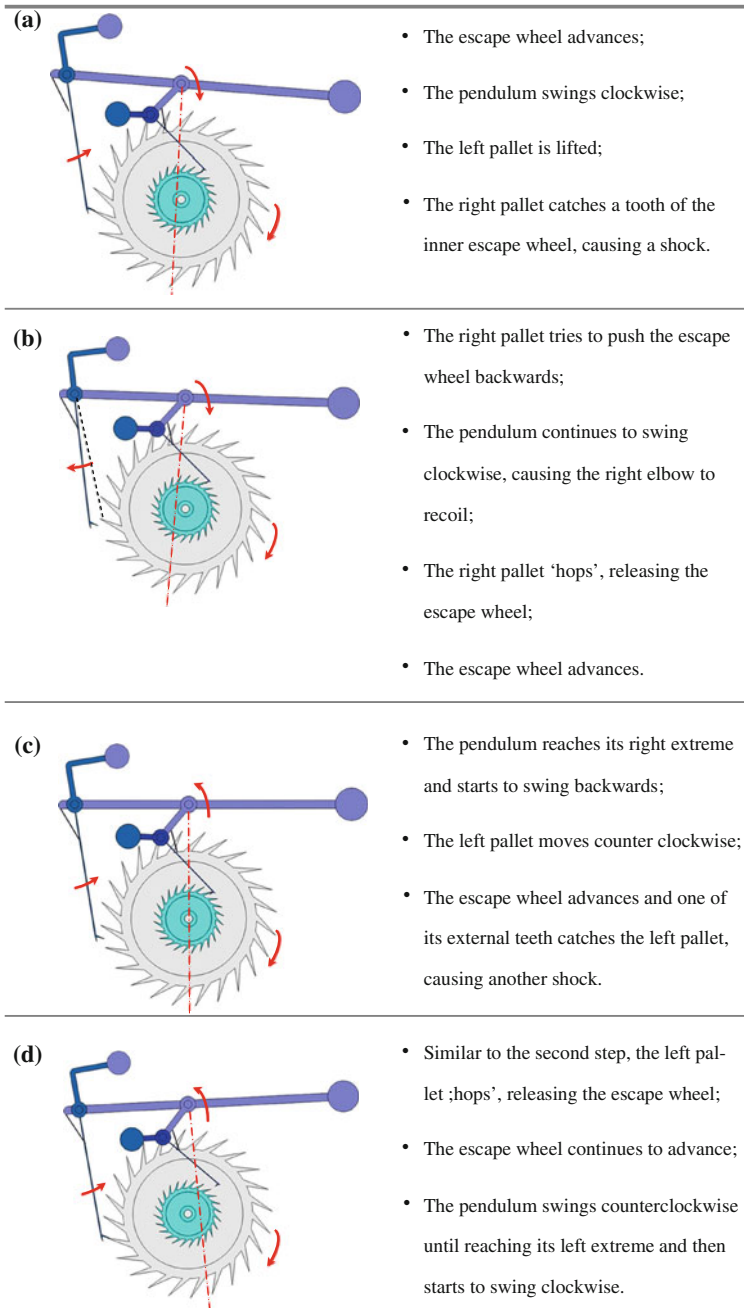 (a)
• The escape wheel advances;
• The pendulum swings clockwise;
• The left pallet is lifted;
• The right pallet catches a tooth of the
inner escape wheel, causing a shock.
(b)
• The right pallet tries to push the escape
wheel backwards;
• The pendulum continues to swing
clockwise, causing the right elbow to
recoil;
• The right pallet ‘hops’, releasing the
escape wheel;
• The escape wheel advances.
(c)
• The pendulum reaches its right extreme
and starts to swing backwards;
• The left pallet moves counter clockwise;
• The escape wheel advances and one of
its external teeth catches the left pallet,
causing another shock.
(d)
• Similar to the second step, the left pal-
let ;hops’, releasing the escape wheel;
• The escape wheel continues to advance;
• The pendulum swings counterclockwise
until reaching its left extreme and then
starts to swing clockwise.